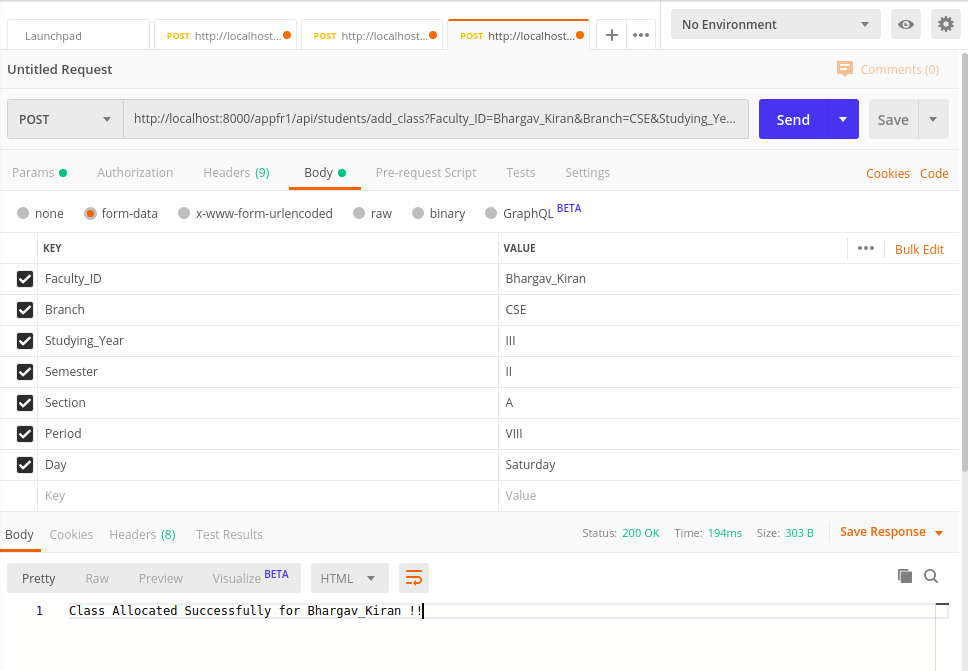 Launchpad POST http://localhost... POST http://localhost... POST http://localhost... + ••• No Environment
Untitled Request Comments (0)
POST http://localhost:8000/appfr1/api/students/add_class?Faculty_ID=Bhargav_Kiran&Branch=CSE&Studying_Ye... Send Save
Params Authorization Headers (9) Body Pre-request Script Tests Settings Cookies Code
none form-data x-www-form-urlencoded raw binary GraphQL BETA
KEY VALUE ••• Bulk Edit
Faculty_ID Bhargav_Kiran
Branch CSE
Studying_Year III
Semester II
Section A
Period VIII
Day Saturday
Key Value
Body Cookies Headers (8) Test Results Status: 200 OK Time: 194ms Size: 303 B Save Response
Pretty Raw Preview Visualize BETA HTML
1 Class Allocated Successfully for Bhargav_Kiran !!